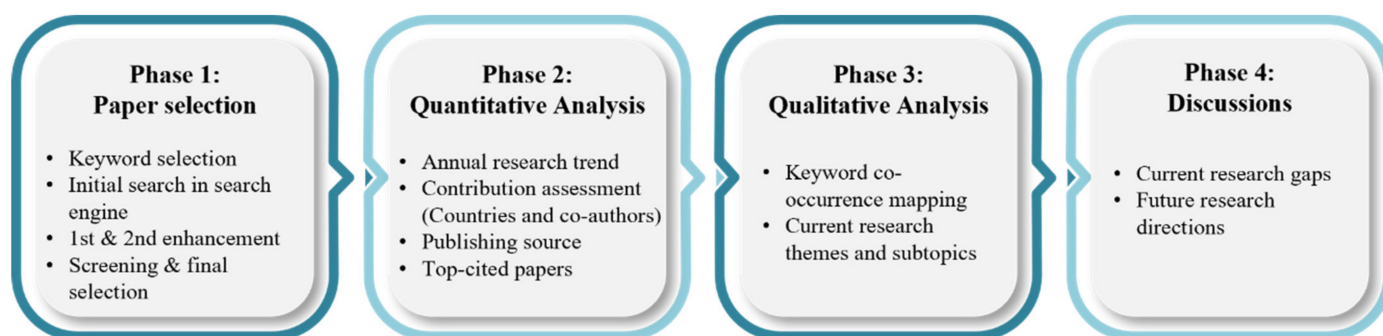 Phase 1:
Paper selection
• Keyword selection
• Initial search in search
engine
• 1st & 2nd enhancement
• Screening & final
selection
Phase 2:
Quantitative Analysis
• Annual research trend
• Contribution assessment
(Countries and co-authors)
• Publishing source
• Top-cited papers
Phase 3:
Qualitative Analysis
• Keyword co-
occurrence mapping
• Current research
themes and subtopics
Phase 4:
Discussions
• Current research gaps
• Future research
directions